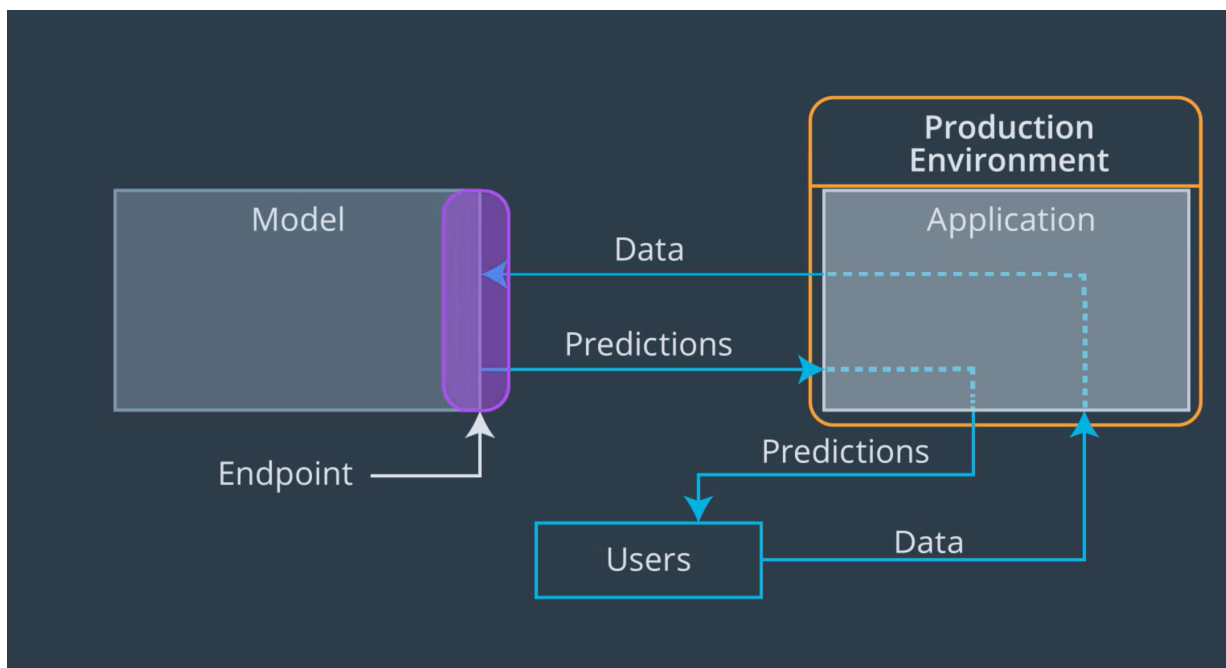 Production
Environment
Model
Application
Data
Predictions
Predictions
Endpoint
Data
Users